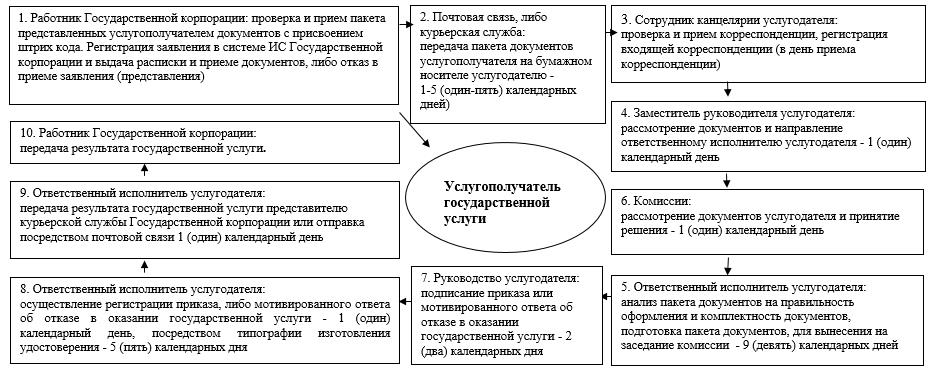 1. Работник Государственной корпорации: проверка и прием пакета
представленных услугополучателем документов с присвоением
штрих кода. Регистрация заявления в системе ИС Государственной
корпорации и выдача расписки и приеме документов, либо отказ в
приеме заявления (представления)
2. Почтовая связь, либо
курьерская служба:
передача пакета документов
услугополучателя на бумажном
носителе услугодателю -
1-5 (один-пять) календарных
дней)
3. Сотрудник канцелярии услугодателя:
проверка и прием корреспонденции, регистрация
входящей корреспонденции (в день приема
корреспонденции)
4. Заместитель руководителя услугодателя:
рассмотрение документов и направление
ответственному исполнителю услугодателя - 1 (один)
календарный день
10. Работник Государственной корпорации:
передача результата государственной услуги.
Услугополучатель
государственной
услуги
9. Ответственный исполнитель услугодателя:
передача результата государственной услуги представителю
курьерской службы Государственной корпорации или отправка
посредством почтовой связи 1 (один) календарный день
6. Комиссии:
рассмотрение документов услугодателя и принятие
решения - 1 (один) календарный день
8. Ответственный исполнитель услугодателя:
осуществление регистрации приказа, либо мотивированного ответа
об отказе в оказании государственной услуги - 1 (один)
календарный день, посредством типографии изготовления
удостоверения - 5 (пять) календарных дня
7. Руководство услугодателя:
подписание приказа или
мотивированного ответа об
отказе в оказании
государственной услуги - 2
(два) календарных дня
5. Ответственный исполнитель услугодателя:
анализ пакета документов на правильность
оформления и комплектность документов,
подготовка пакета документов, для вынесения на
заседание комиссии - 9 (девять) календарных дней